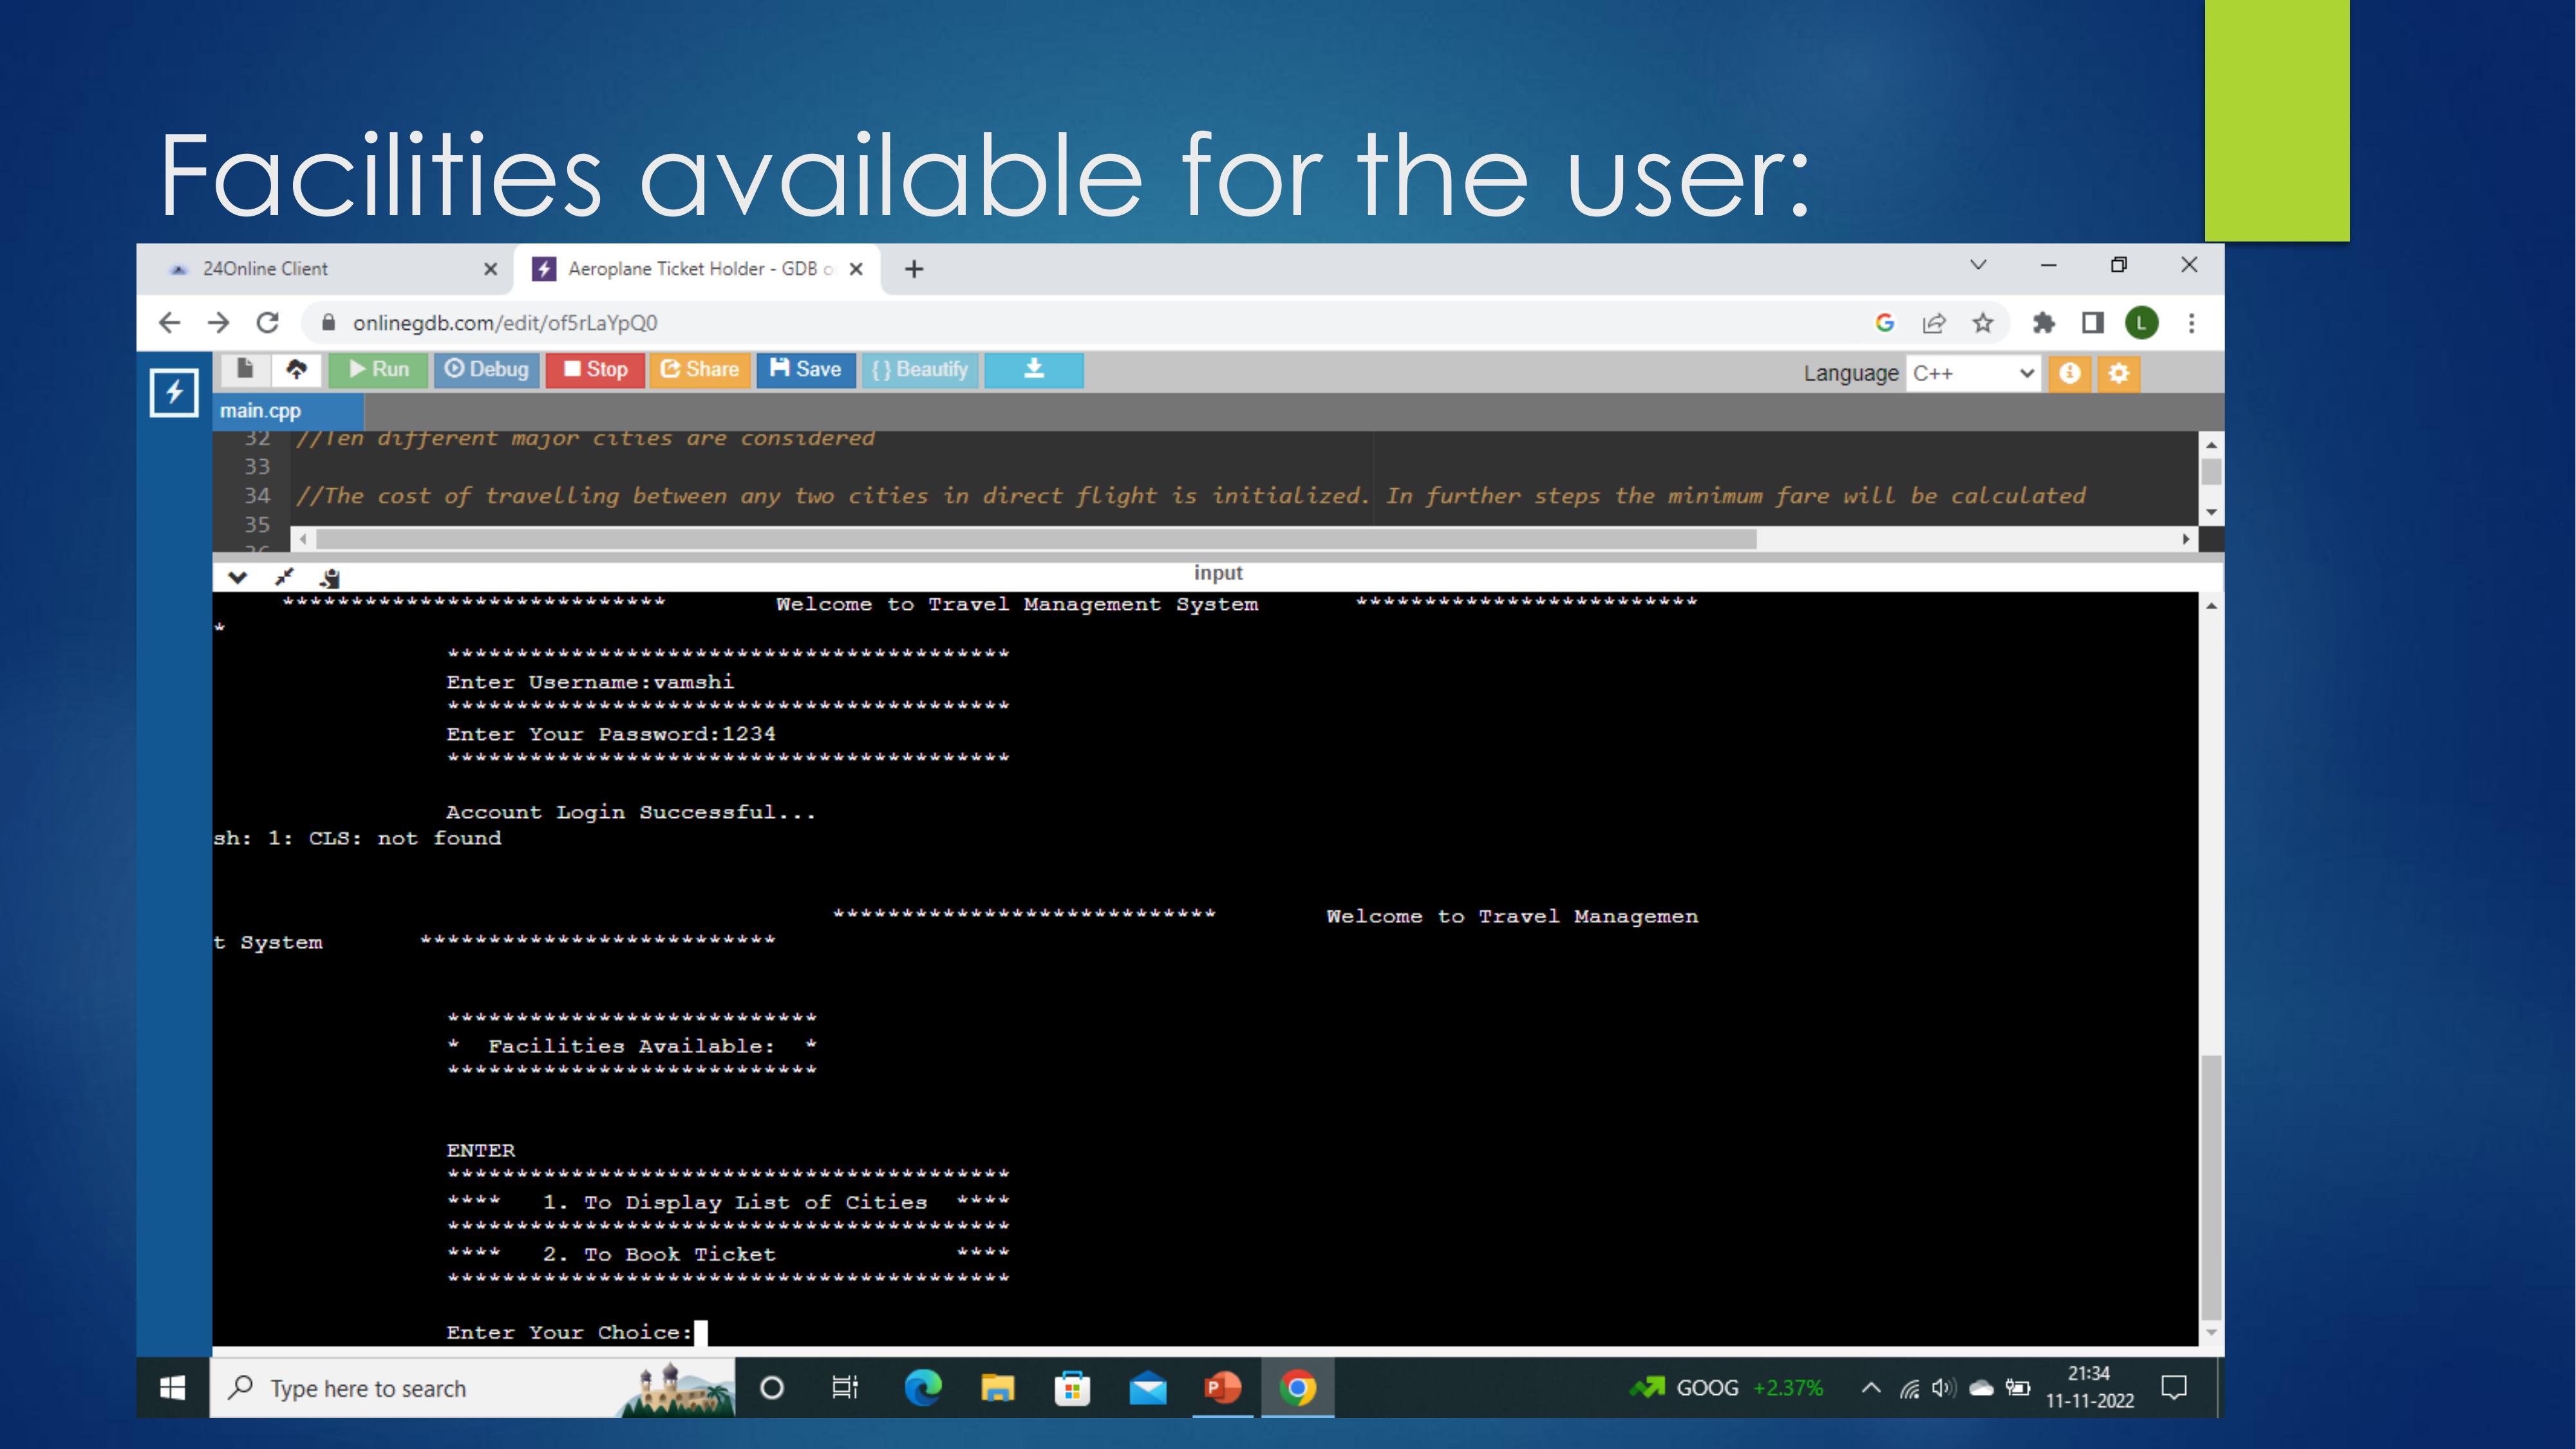 Facilities available for the user:
24Online Client
Aeroplane Ticket Holder - GDB o
onlinegdb.com/edit/of5rLaYpQ0
L
Run Debug Stop Share Save {} Beautify
Language C++
main.cpp
32 //Ten different major cities are considered
33
34 //The cost of travelling between any two cities in direct flight is initialized. In further steps the minimum fare will be calculated
35
36
input
**************************** Welcome to Travel Management System *************************
*
*****************************************
Enter Username:vamshi
*****************************************
Enter Your Password:1234
*****************************************
Account Login Successful...
sh: 1: CLS: not found
**************************** Welcome to Travel Managemen
t System **************************
***************************
* Facilities Available: *
***************************
ENTER
*****************************************
**** 1. To Display List of Cities ****
*****************************************
**** 2. To Book Ticket ****
*****************************************
Enter Your Choice:
Type here to search
GOOG +2.37%
21:34
11-11-2022